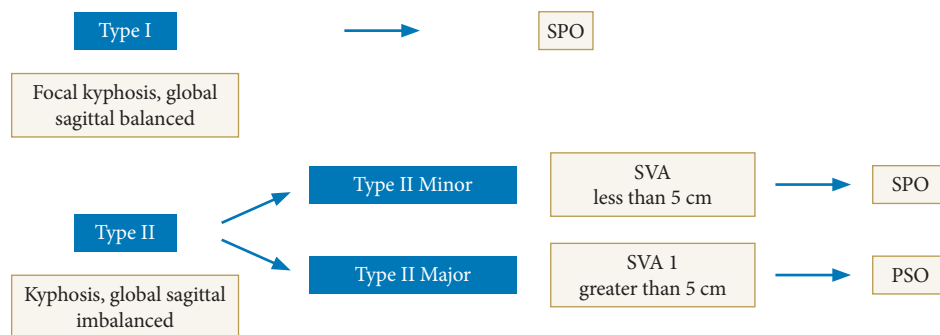 Type I
SPO
Focal kyphosis, global
sagittal balanced
Type II Minor
SVA
less than 5 cm
SPO
Type II
Type II Major
SVA 1
greater than 5 cm
PSO
Kyphosis, global sagittal
imbalanced